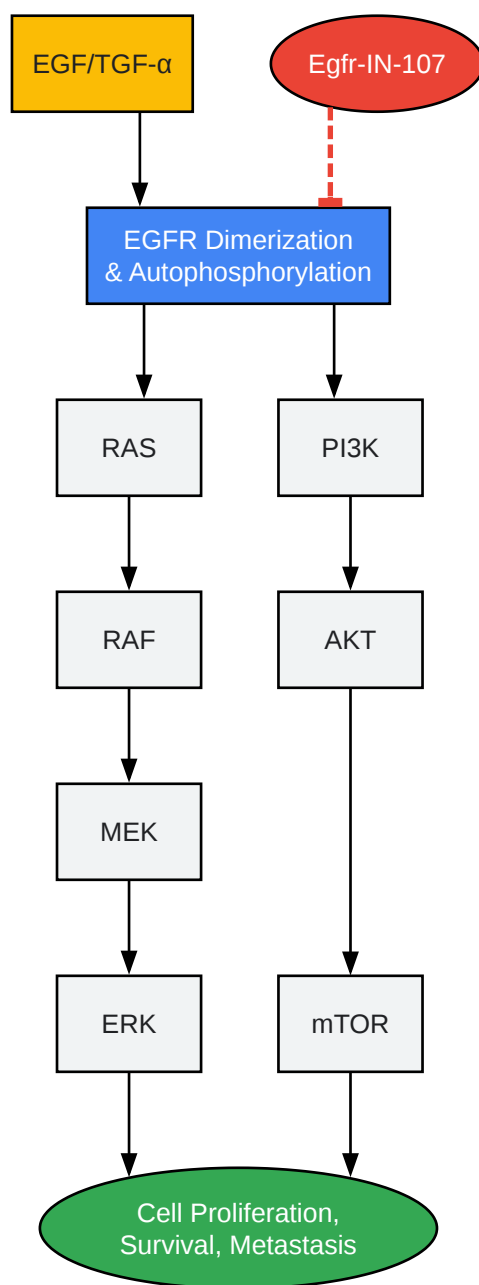 EGF/TGF-α
Egfr-IN-107
EGFR Dimerization
& Autophosphorylation
RAS
PI3K
RAF
AKT
MEK
ERK
mTOR
Cell Proliferation,
Survival, Metastasis